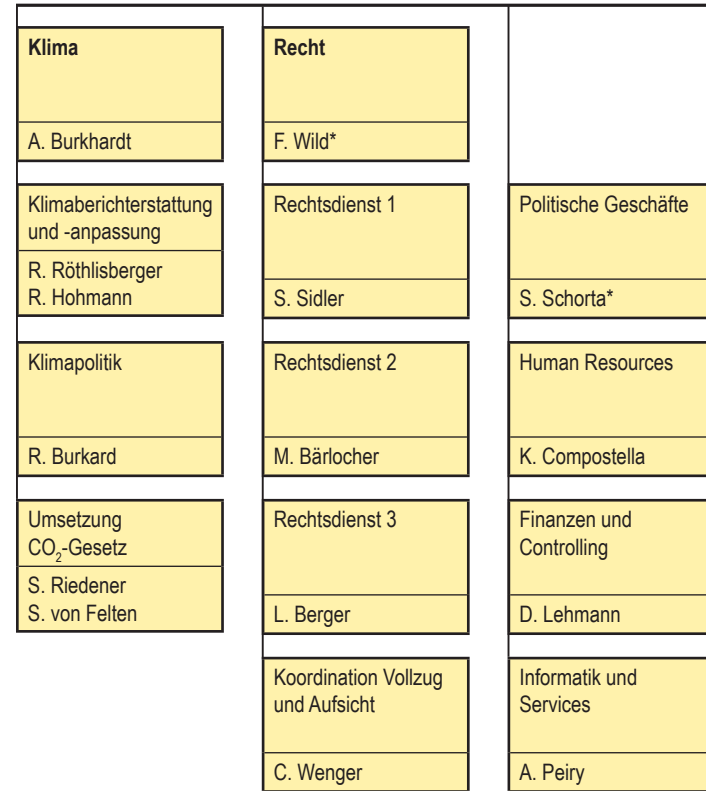 Klima
A. Burkhardt
Klimaberichterstattung
und -anpassung
R. Röthlisberger
R. Hohmann
Klimapolitik
R. Burkard
Umsetzung
CO₂-Gesetz
S. Riedener
S. von Felten
Recht
F. Wild*
Rechtsdienst 1
S. Sidler
Rechtsdienst 2
M. Bärlocher
Rechtsdienst 3
L. Berger
Koordination Vollzug
und Aufsicht
C. Wenger
Politische Geschäfte
S. Schorta*
Human Resources
K. Compostella
Finanzen und
Controlling
D. Lehmann
Informatik und
Services
A. Peiry